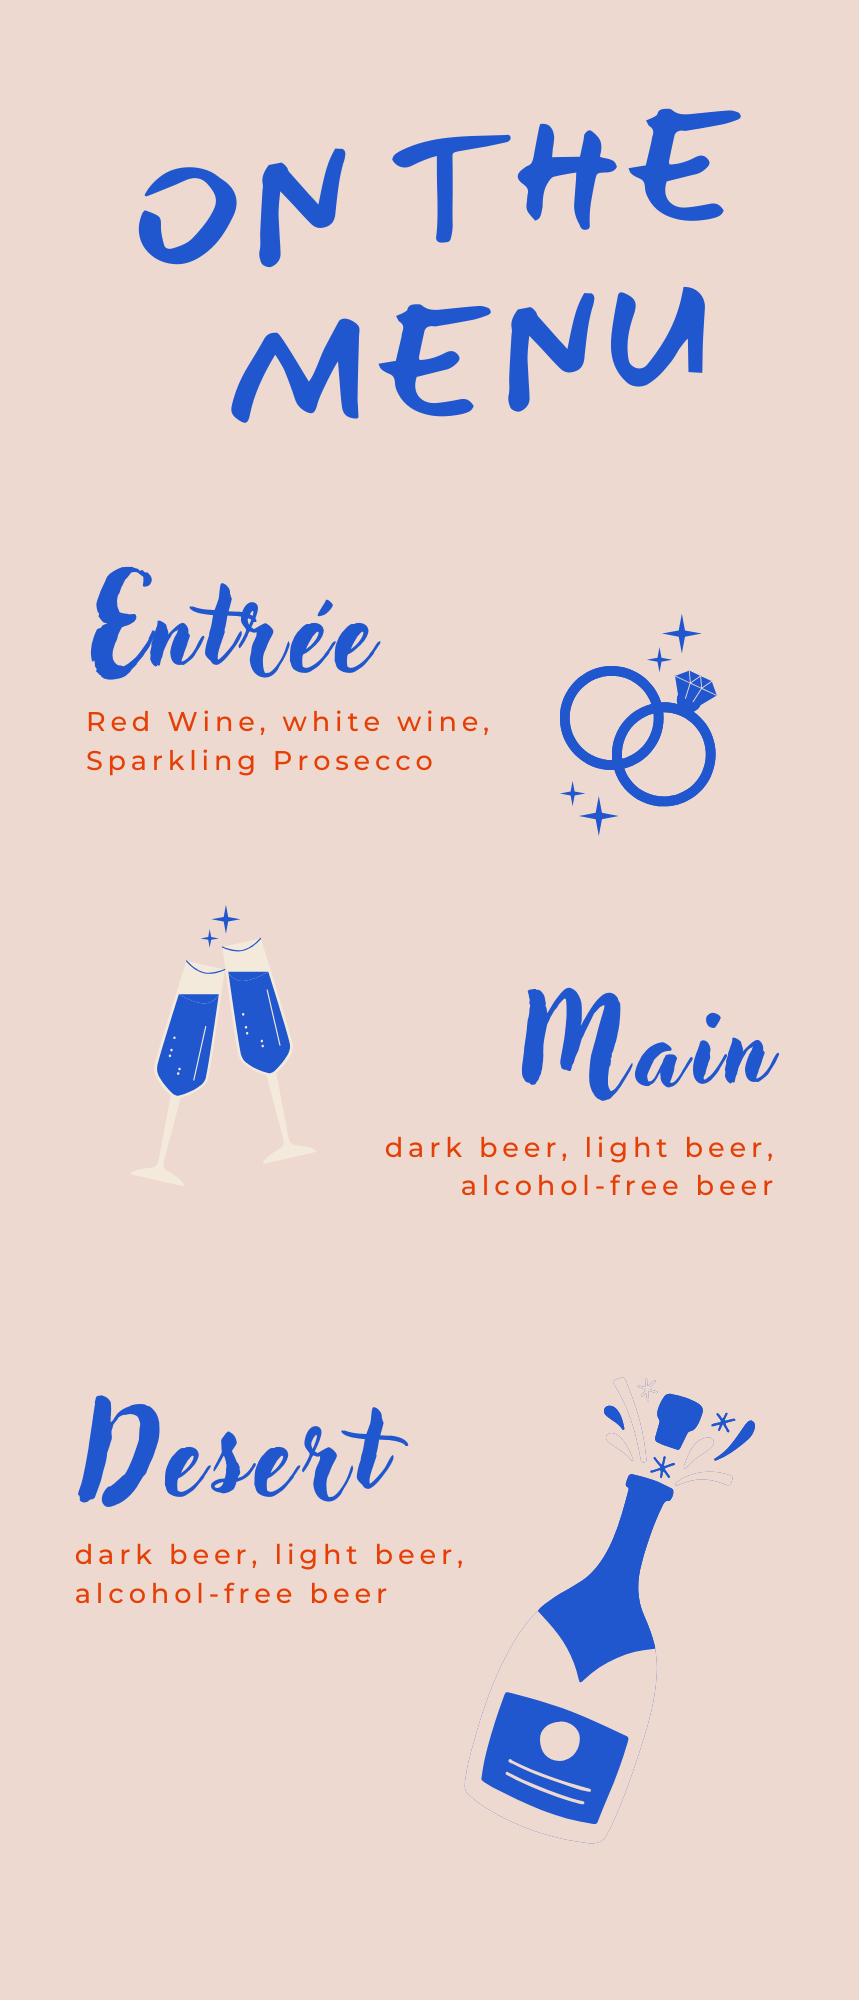 ON THE
MENU
Entrée
Red Wine, white wine,
Sparkling Prosecco
Main
dark beer, light beer,
alcohol-free beer
Desert
dark beer, light beer,
alcohol-free beer